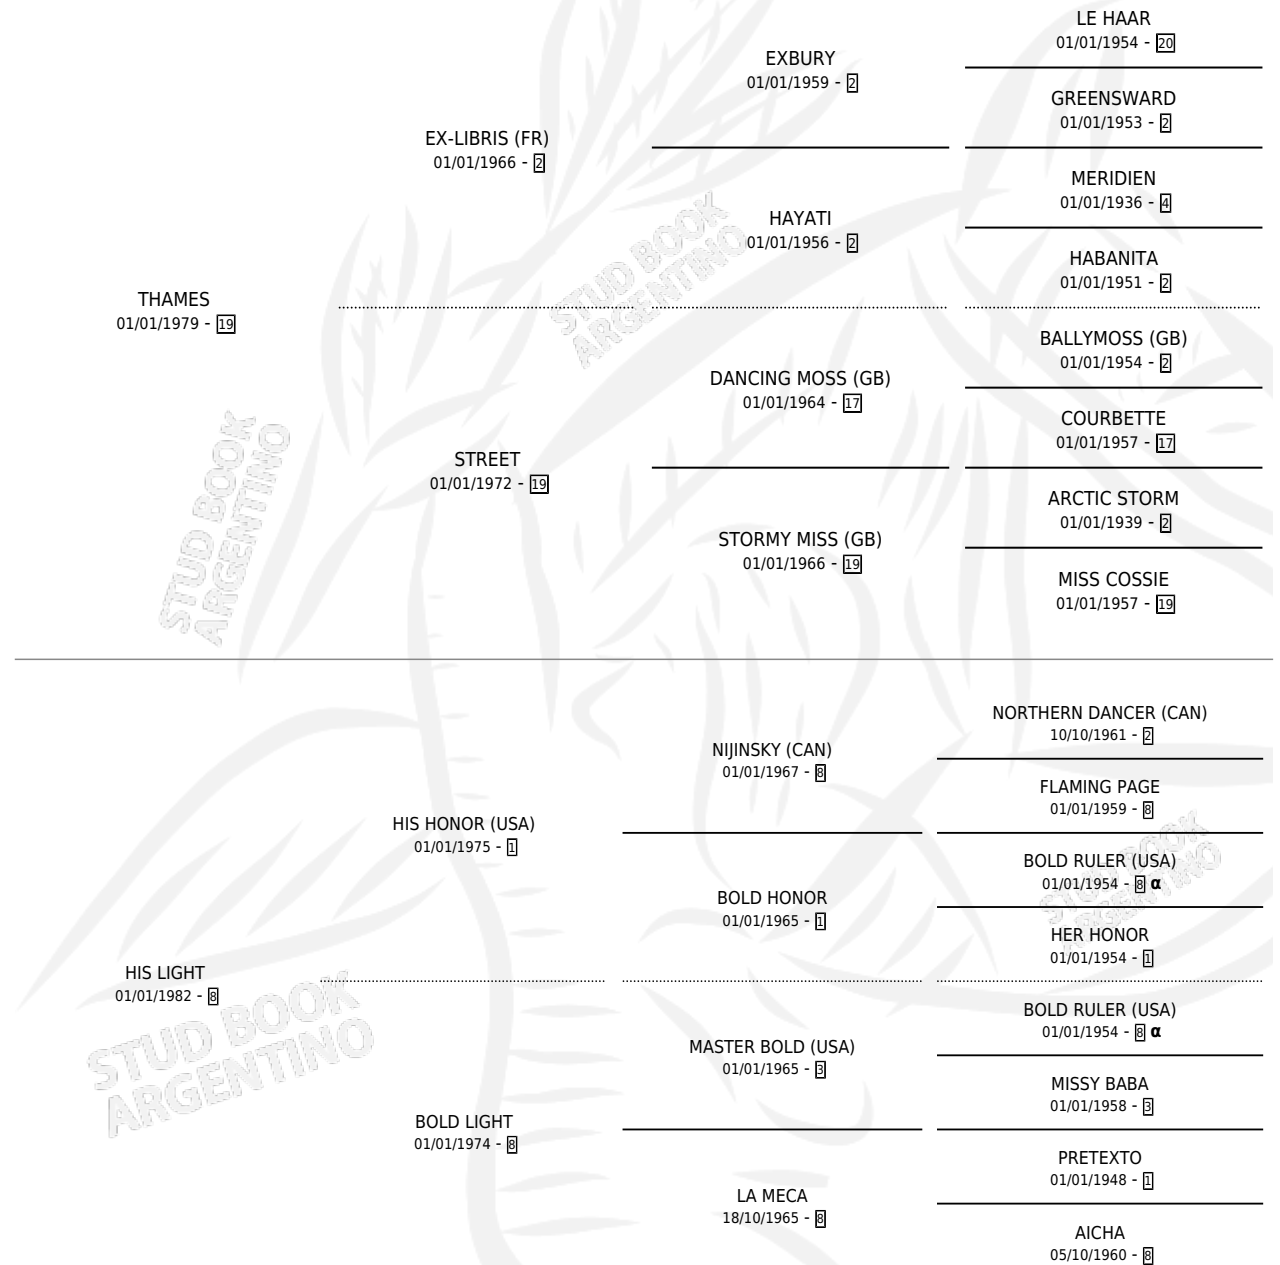 LE HAAR
01/01/1954 - 20
EXBURY
01/01/1959 - 2
GREENSWARD
01/01/1953 - 2
EX-LIBRIS (FR)
01/01/1966 - 2
MERIDIEN
01/01/1936 - 4
HAYATI
01/01/1956 - 2
HABANITA
01/01/1951 - 2
THAMES
01/01/1979 - 19
BALLYMOSS (GB)
01/01/1954 - 2
DANCING MOSS (GB)
01/01/1964 - 17
COURBETTE
01/01/1957 - 17
STREET
01/01/1972 - 19
ARCTIC STORM
01/01/1939 - 2
STORMY MISS (GB)
01/01/1966 - 19
MISS COSSIE
01/01/1957 - 19
NORTHERN DANCER (CAN)
10/10/1961 - 2
NIJINSKY (CAN)
01/01/1967 - 8
FLAMING PAGE
01/01/1959 - 8
HIS HONOR (USA)
01/01/1975 - 1
BOLD RULER (USA)
01/01/1954 - 8 α
BOLD HONOR
01/01/1965 - 1
HER HONOR
01/01/1954 - 1
HIS LIGHT
01/01/1982 - 8
BOLD RULER (USA)
01/01/1954 - 8 α
MASTER BOLD (USA)
01/01/1965 - 3
MISSY BABA
01/01/1958 - 3
BOLD LIGHT
01/01/1974 - 8
PRETEXTO
01/01/1948 - 1
LA MECA
18/10/1965 - 8
AICHA
05/10/1960 - 8
STUD BOOK
ARGENTINO
STUD BOOK
ARGENTINO
STUD BOOK
ARGENTINO
STUD BOOK
ARGENTINO